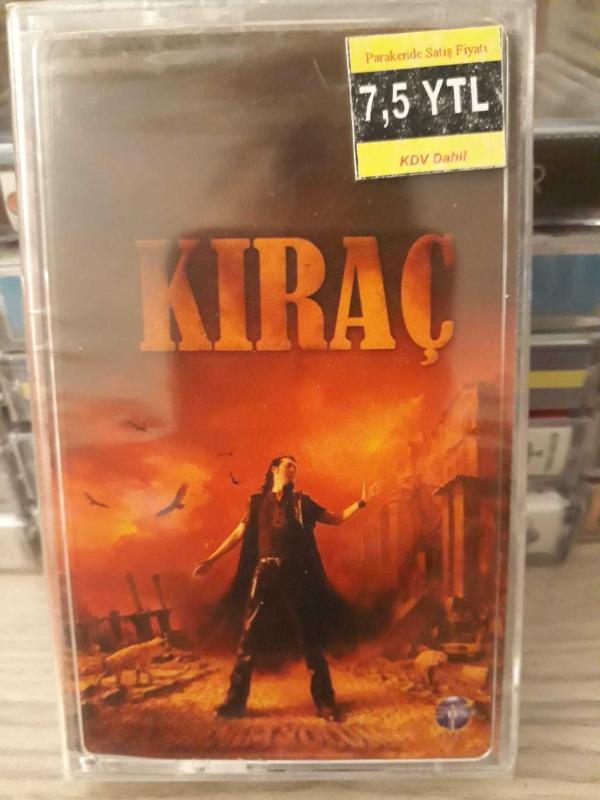 Parakende Satış Fiyatı
7,5 YTL
KDV Dahil
R
KIRAÇ